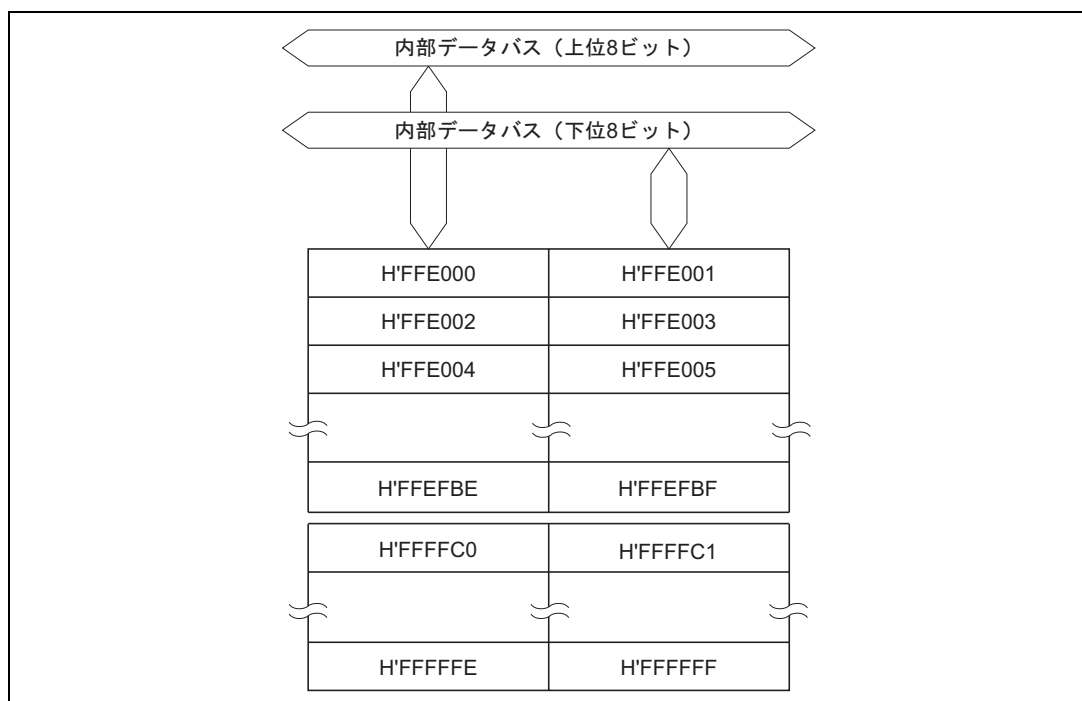 内部データバス（上位8ビット）
内部データバス（下位8ビット）
H'FFE000 H'FFE001
H'FFE002 H'FFE003
H'FFE004 H'FFE005
H'FFEFBE H'FFEFBF
H'FFFFC0 H'FFFFC1
H'FFFFFE H'FFFFFF